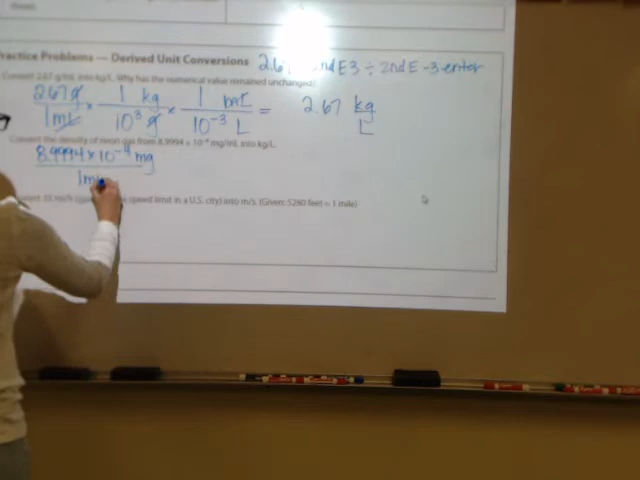 Practice Problems — Derived Unit Conversions 2.67 2nd E3 ÷ 2nd E -3 enter
Convert 2.67 g/mL into kg/L. Why has the numerical value remained unchanged?
2.67 g × 1 kg × 1 mL = 2.67 kg
1 mL 10³ g 10⁻³ L L
Convert the density of neon gas from 8.9994 × 10⁻⁴ mg/mL into kg/L.
8.9994 × 10⁻⁴ mg
1 m
35 mi/h speed limit in a U.S. city) into m/s. (Given: 5280 feet = 1 mile)